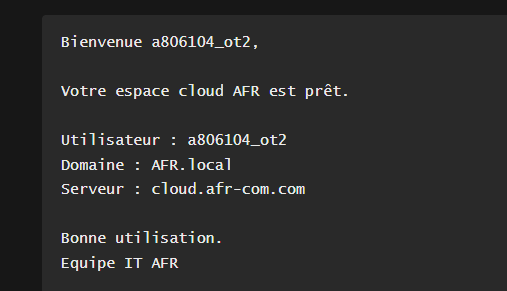 Bienvenue a806104_ot2,
Votre espace cloud AFR est prêt.
Utilisateur : a806104_ot2
Domaine : AFR.local
Serveur : cloud.afr-com.com
Bonne utilisation.
Equipe IT AFR